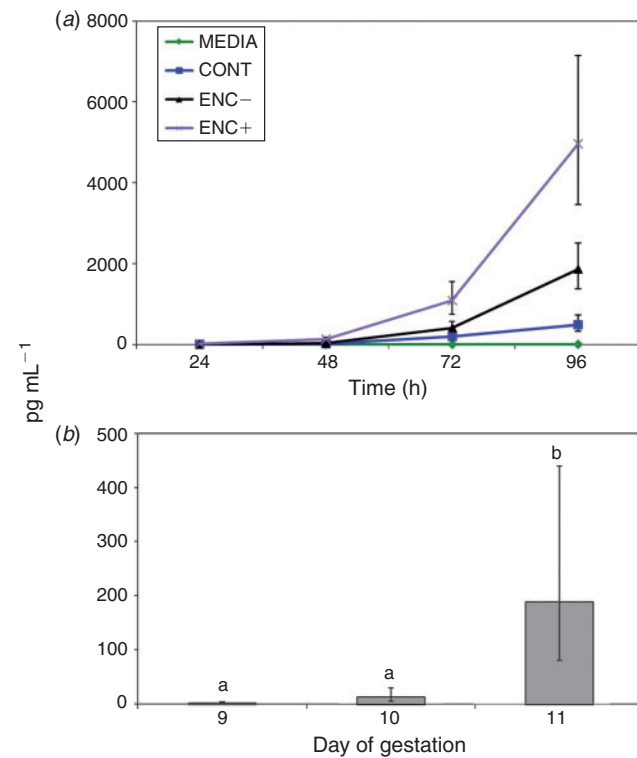 (a)
8000
6000
4000
2000
0
MEDIA
CONT
ENC−
ENC+
24 48 72 96
Time (h)
pg mL−1
(b)
500
400
300
200
100
0
a a b
9 10 11
Day of gestation